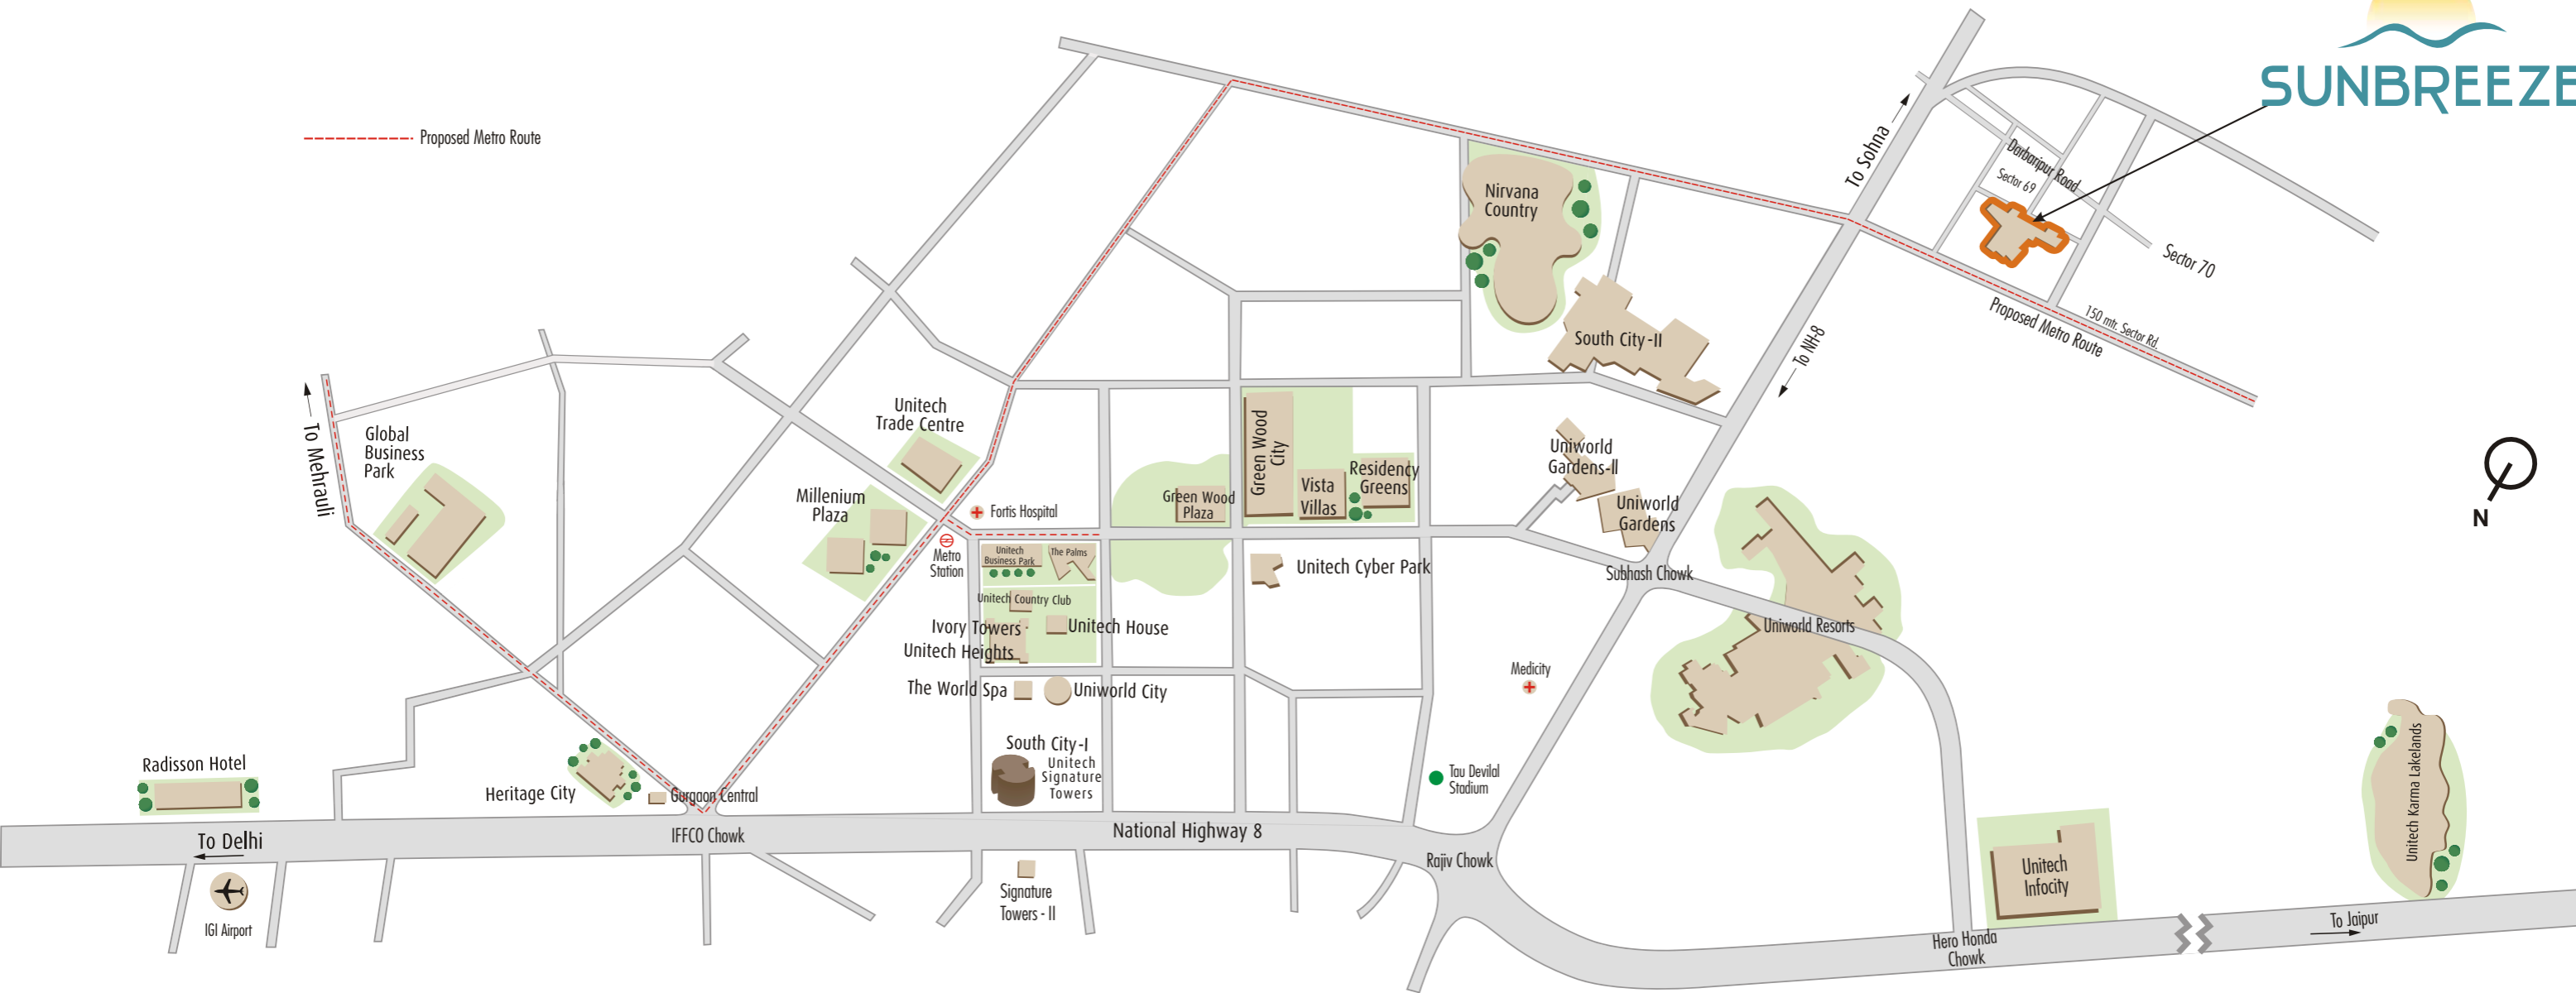 SUNBREEZE
Proposed Metro Route
To Sohna
Darbaripur Road
Sector 69
Sector 70
Nirvana
Country
South City-II
To NH-8
Proposed Metro Route
150 mtr. Sector Rd.
To Mehrauli
Global
Business
Park
Unitech
Trade Centre
Millenium
Plaza
Fortis Hospital
Metro
Station
Green Wood
Plaza
Green Wood
City
Vista
Villas
Residency
Greens
Uniworld
Gardens-II
Uniworld
Gardens
N
Unitech
Business Park
The Palms
Unitech Cyber Park
Subhash Chowk
Unitech Country Club
Ivory Towers
Unitech House
Unitech Heights
Uniworld Resorts
The World Spa
Uniworld City
Medicity
South City-I
Unitech
Signature
Towers
Tau Devilal
Stadium
Radisson Hotel
Heritage City
Gurgaon Central
Unitech Karma Lakelands
To Delhi
IFFCO Chowk
National Highway 8
Rajiv Chowk
Unitech
Infocity
IGI Airport
Signature
Towers - II
Hero Honda
Chowk
To Jaipur